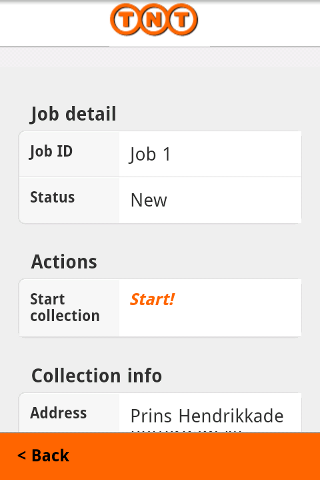 TNT
Job detail
Job ID
Job 1
Status
New
Actions
Start
collection
Start!
Collection info
Address
Prins Hendrikkade
< Back